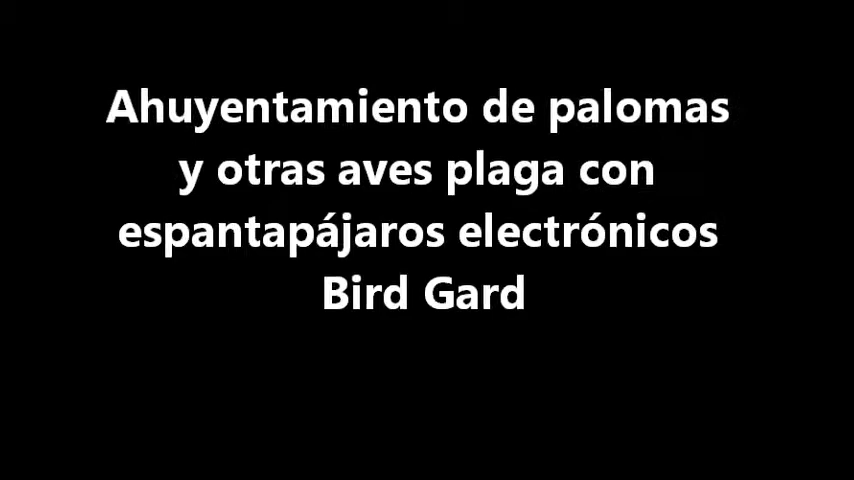 Ahuyentamiento de palomas
y otras aves plaga con
espantapájaros electrónicos
Bird Gard